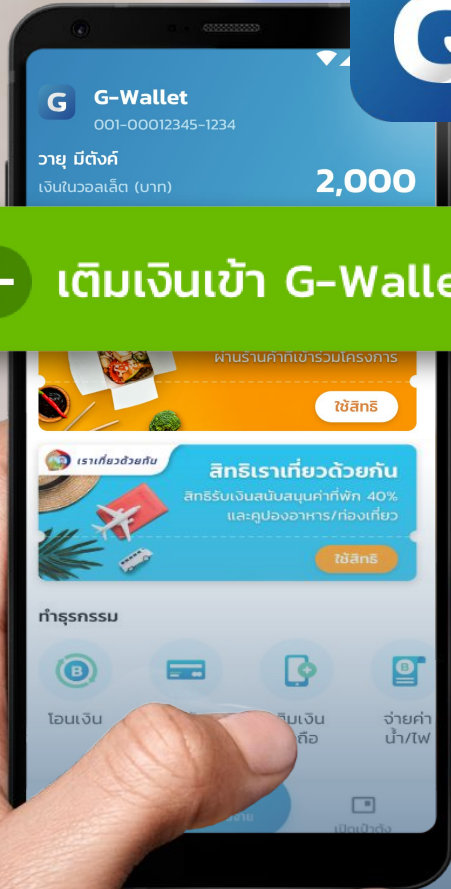 G
G
G-Wallet
001-00012345-1234
วายุ มีตังค์
เงินในวอลเล็ต (บาท)
2,000
เติมเงินเข้า G-Walle
ผ่านร้านค้าที่เข้าร่วมโครงการ
ใช้สิทธิ
เราเที่ยวด้วยกัน
สิทธิเราเที่ยวด้วยกัน
สิทธิรับเงินสนับสนุนค่าที่พัก 40%
และคูปองอาหาร/ท่องเที่ยว
ใช้สิทธิ
ทำธุรกรรม
โอนเงิน
จ่ายค่า
น้ำ/ไฟ
เปิดเป๋าตัง